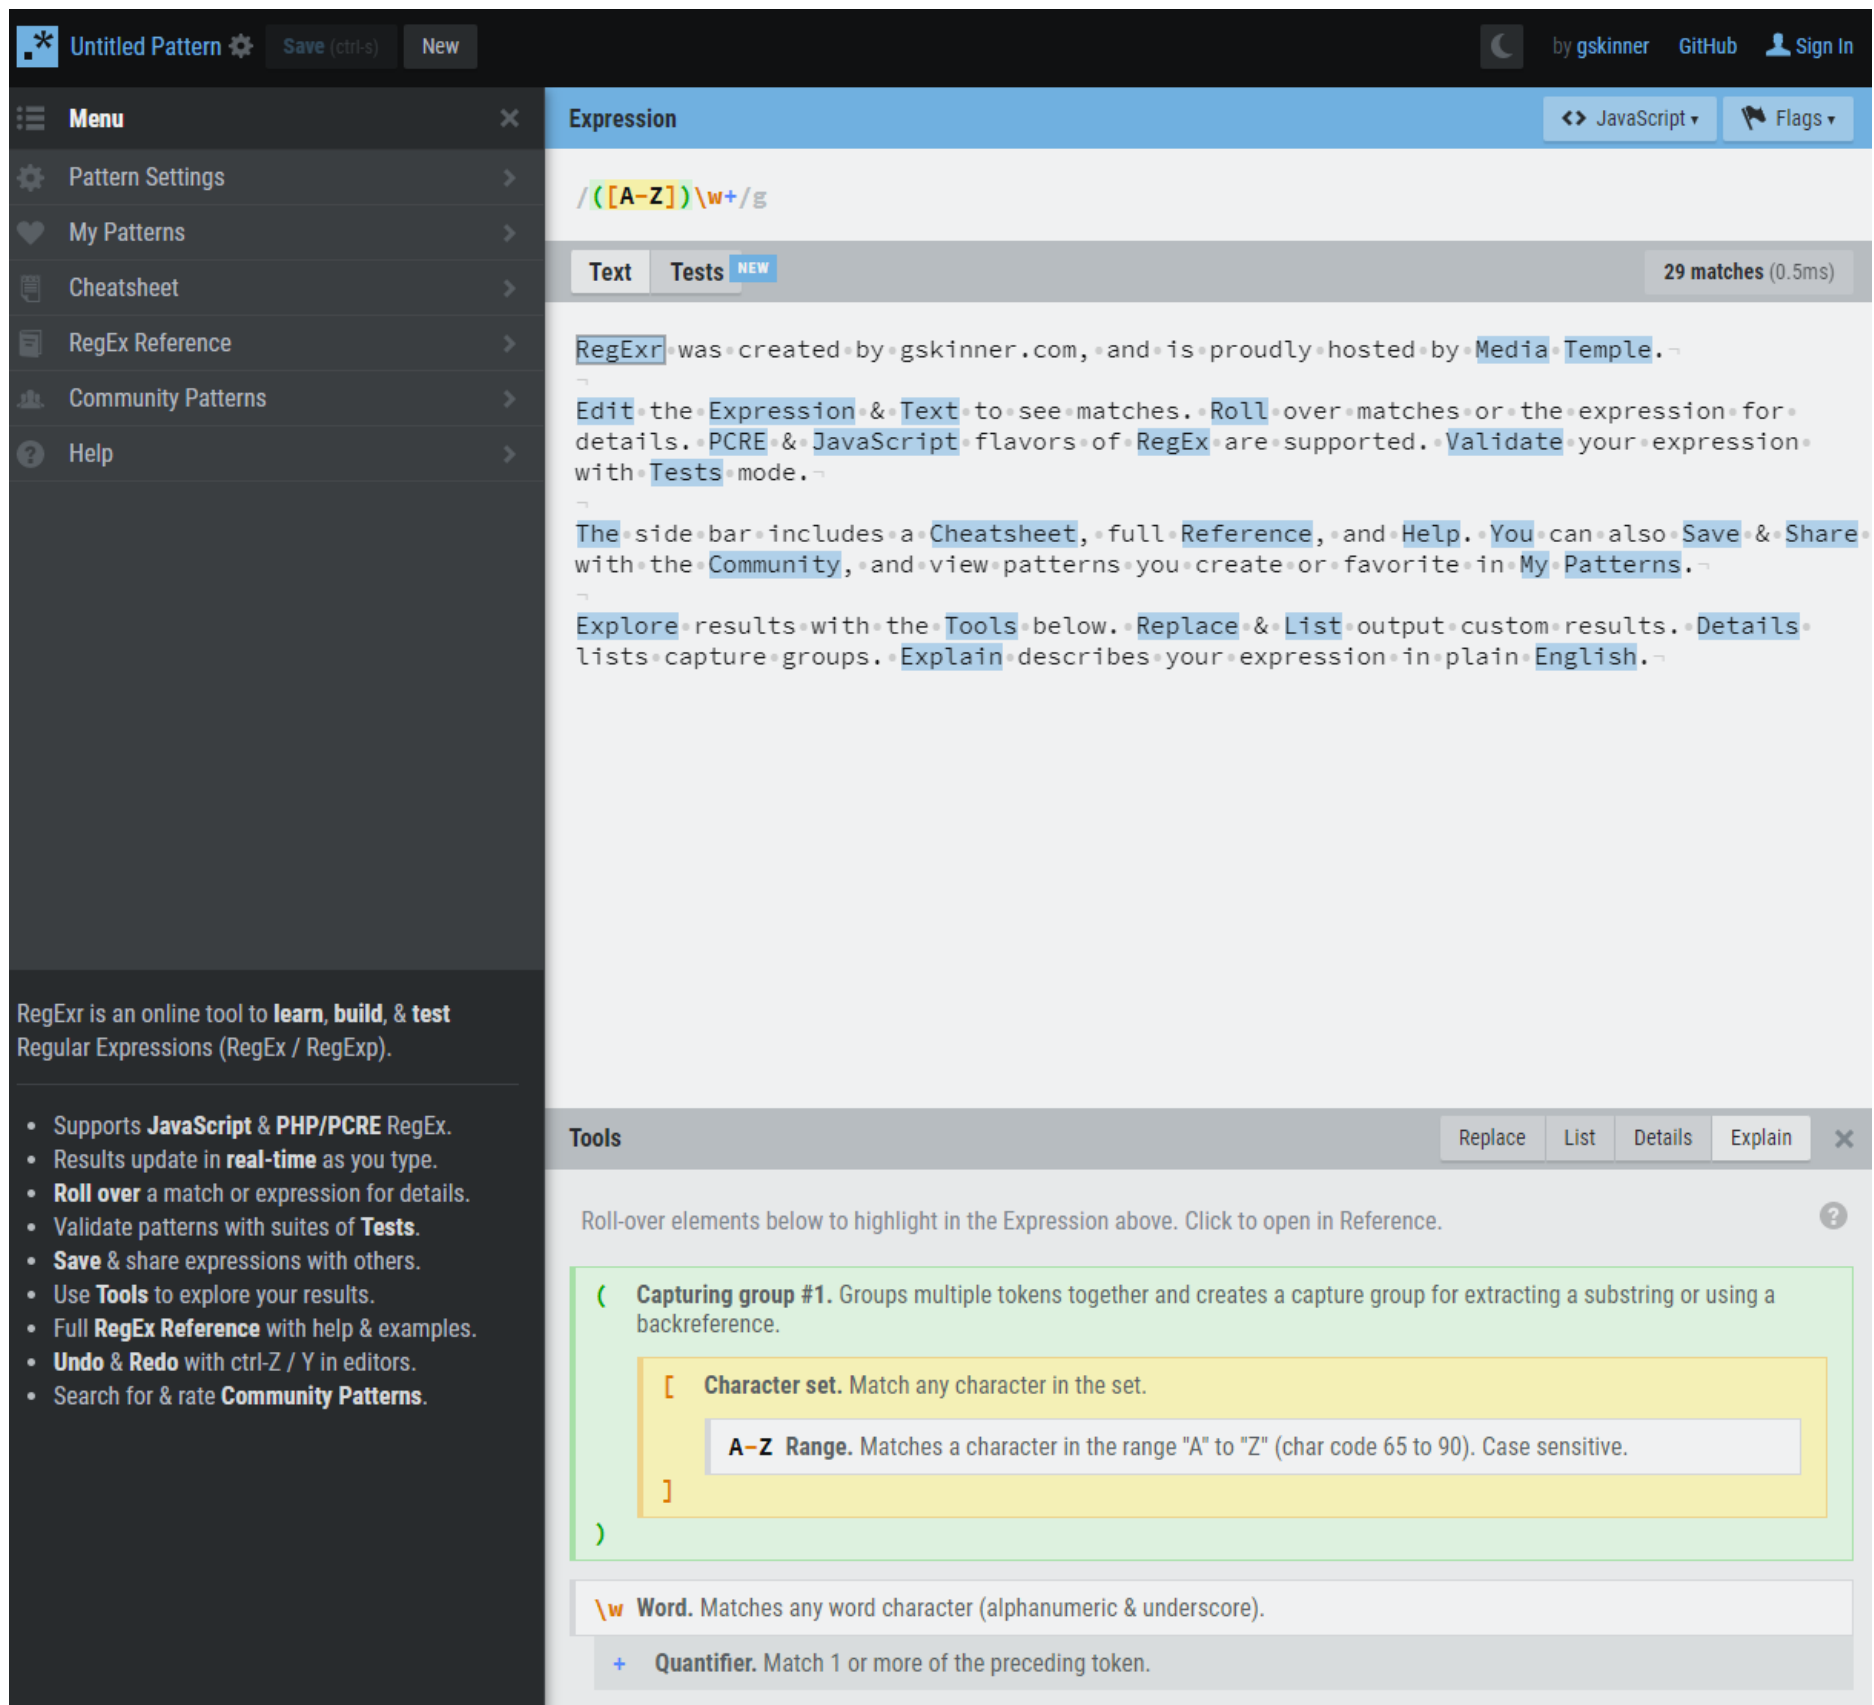 .* Untitled Pattern Save (ctrl-s) New by gskinner GitHub Sign In
Menu
Pattern Settings
My Patterns
Cheatsheet
RegEx Reference
Community Patterns
Help
RegExr is an online tool to learn, build, & test
Regular Expressions (RegEx / RegExp).
• Supports JavaScript & PHP/PCRE RegEx.
• Results update in real-time as you type.
• Roll over a match or expression for details.
• Validate patterns with suites of Tests.
• Save & share expressions with others.
• Use Tools to explore your results.
• Full RegEx Reference with help & examples.
• Undo & Redo with ctrl-Z / Y in editors.
• Search for & rate Community Patterns.
Expression <> JavaScript ▾ Flags ▾
/([A-Z])\w+/g
Text Tests NEW 29 matches (0.5ms)
RegExr was created by gskinner.com, and is proudly hosted by Media Temple.
Edit the Expression & Text to see matches. Roll over matches or the expression for
details. PCRE & JavaScript flavors of RegEx are supported. Validate your expression
with Tests mode.
The side bar includes a Cheatsheet, full Reference, and Help. You can also Save & Share
with the Community, and view patterns you create or favorite in My Patterns.
Explore results with the Tools below. Replace & List output custom results. Details
lists capture groups. Explain describes your expression in plain English.
Tools Replace List Details Explain
Roll-over elements below to highlight in the Expression above. Click to open in Reference.
( Capturing group #1. Groups multiple tokens together and creates a capture group for extracting a substring or using a
backreference.
[ Character set. Match any character in the set.
A-Z Range. Matches a character in the range "A" to "Z" (char code 65 to 90). Case sensitive.
]
)
\w Word. Matches any word character (alphanumeric & underscore).
+ Quantifier. Match 1 or more of the preceding token.